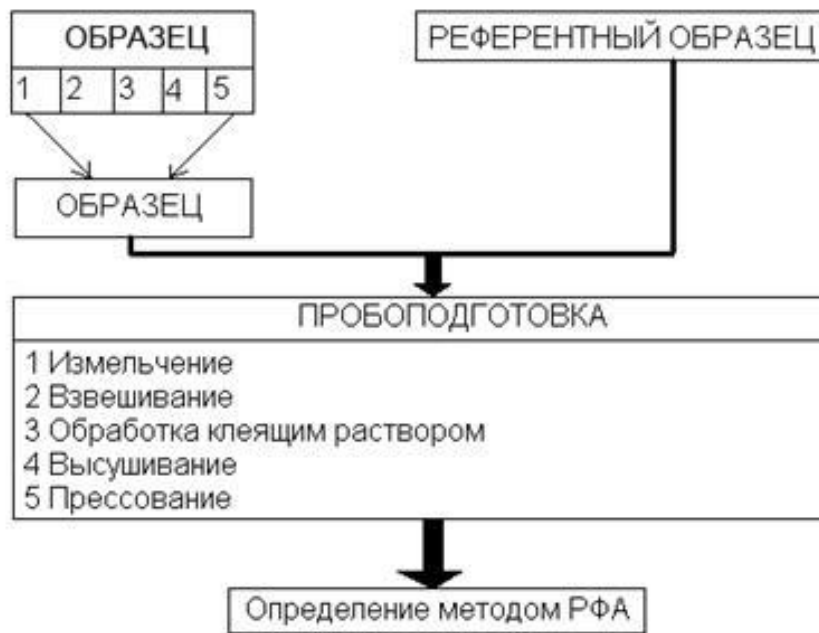 ОБРАЗЕЦ
1 2 3 4 5
РЕФЕРЕНТНЫЙ ОБРАЗЕЦ
ОБРАЗЕЦ
ПРОБОПОДГОТОВКА
1 Измельчение
2 Взвешивание
3 Обработка клеящим раствором
4 Высушивание
5 Прессование
Определение методом РФА